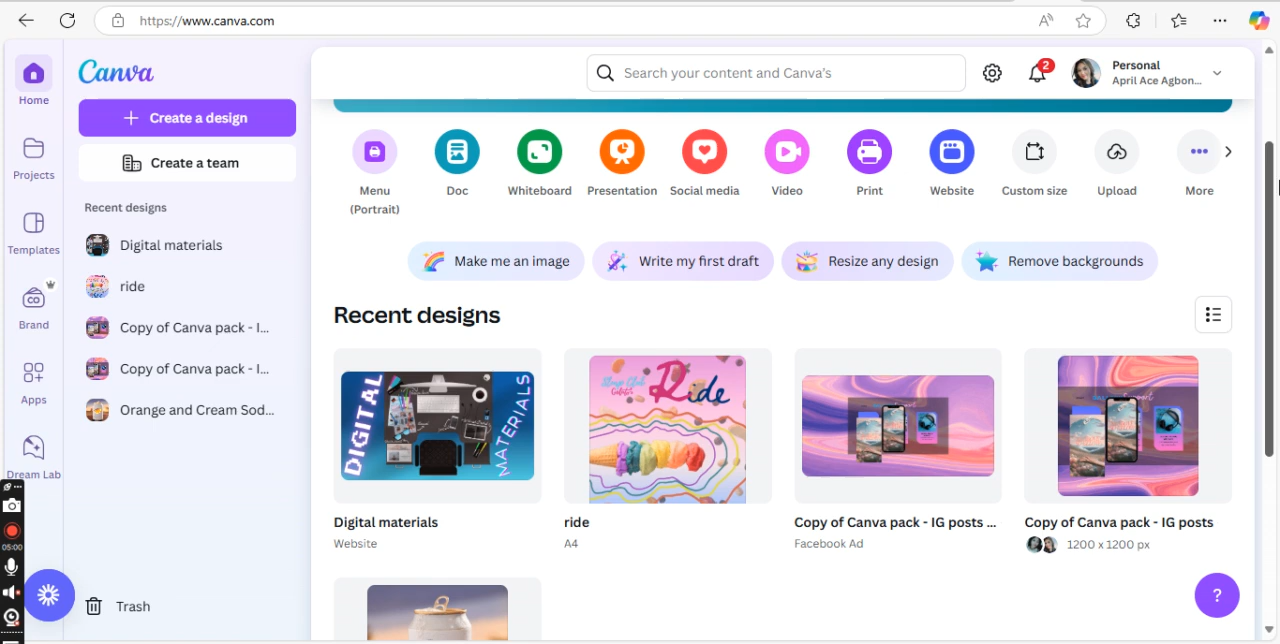 https://www.canva.com
Canva
Search your content and Canva's
2
Personal
April Ace Agbon...
Home
Projects
Templates
Brand
Apps
Dream Lab
05:00
+ Create a design
Create a team
Recent designs
Digital materials
ride
Copy of Canva pack - I...
Copy of Canva pack - I...
Orange and Cream Sod...
Trash
Menu
(Portrait)
Doc
Whiteboard
Presentation
Social media
Video
Print
Website
Custom size
Upload
More
Make me an image
Write my first draft
Resize any design
Remove backgrounds
Recent designs
DIGITAL
MATERIALS
Ride
Digital materials
Website
ride
A4
Copy of Canva pack - IG posts ...
Facebook Ad
Copy of Canva pack - IG posts
1200 x 1200 px
?